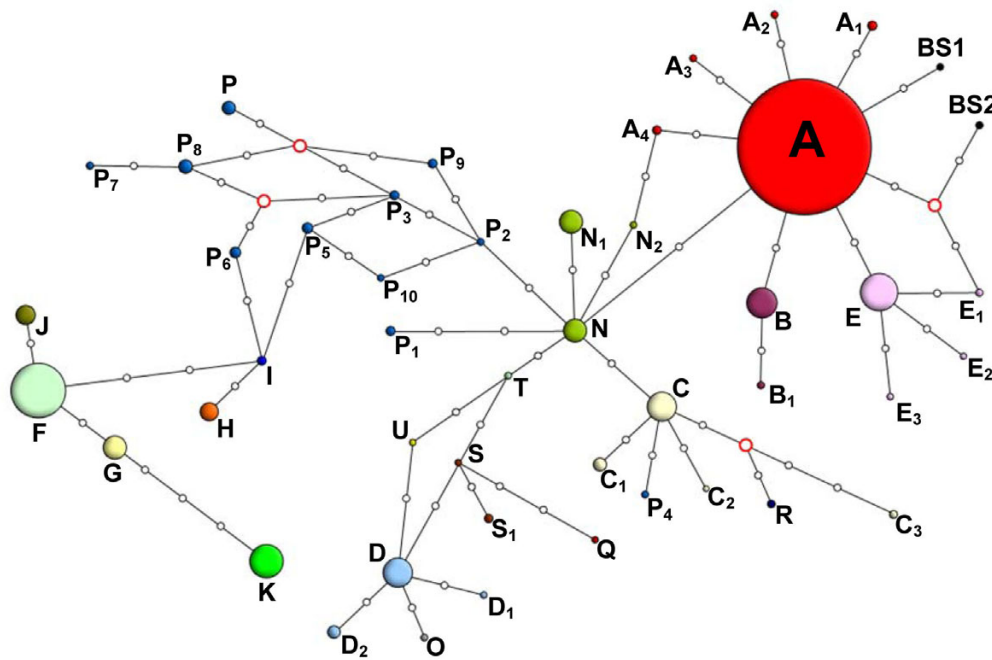 A₂
A₁
BS1
A₃
P
BS2
A₄
A
P₈
P₉
P₇
P₃
N₁
N₂
P₂
P₅
P₆
P₁₀
E₁
J
N
B
E
P₁
I
E₂
T
C
B₁
F
H
E₃
U
G
S
C₁
P₄
C₂
R
C₃
S₁
Q
D
K
D₁
D₂
O